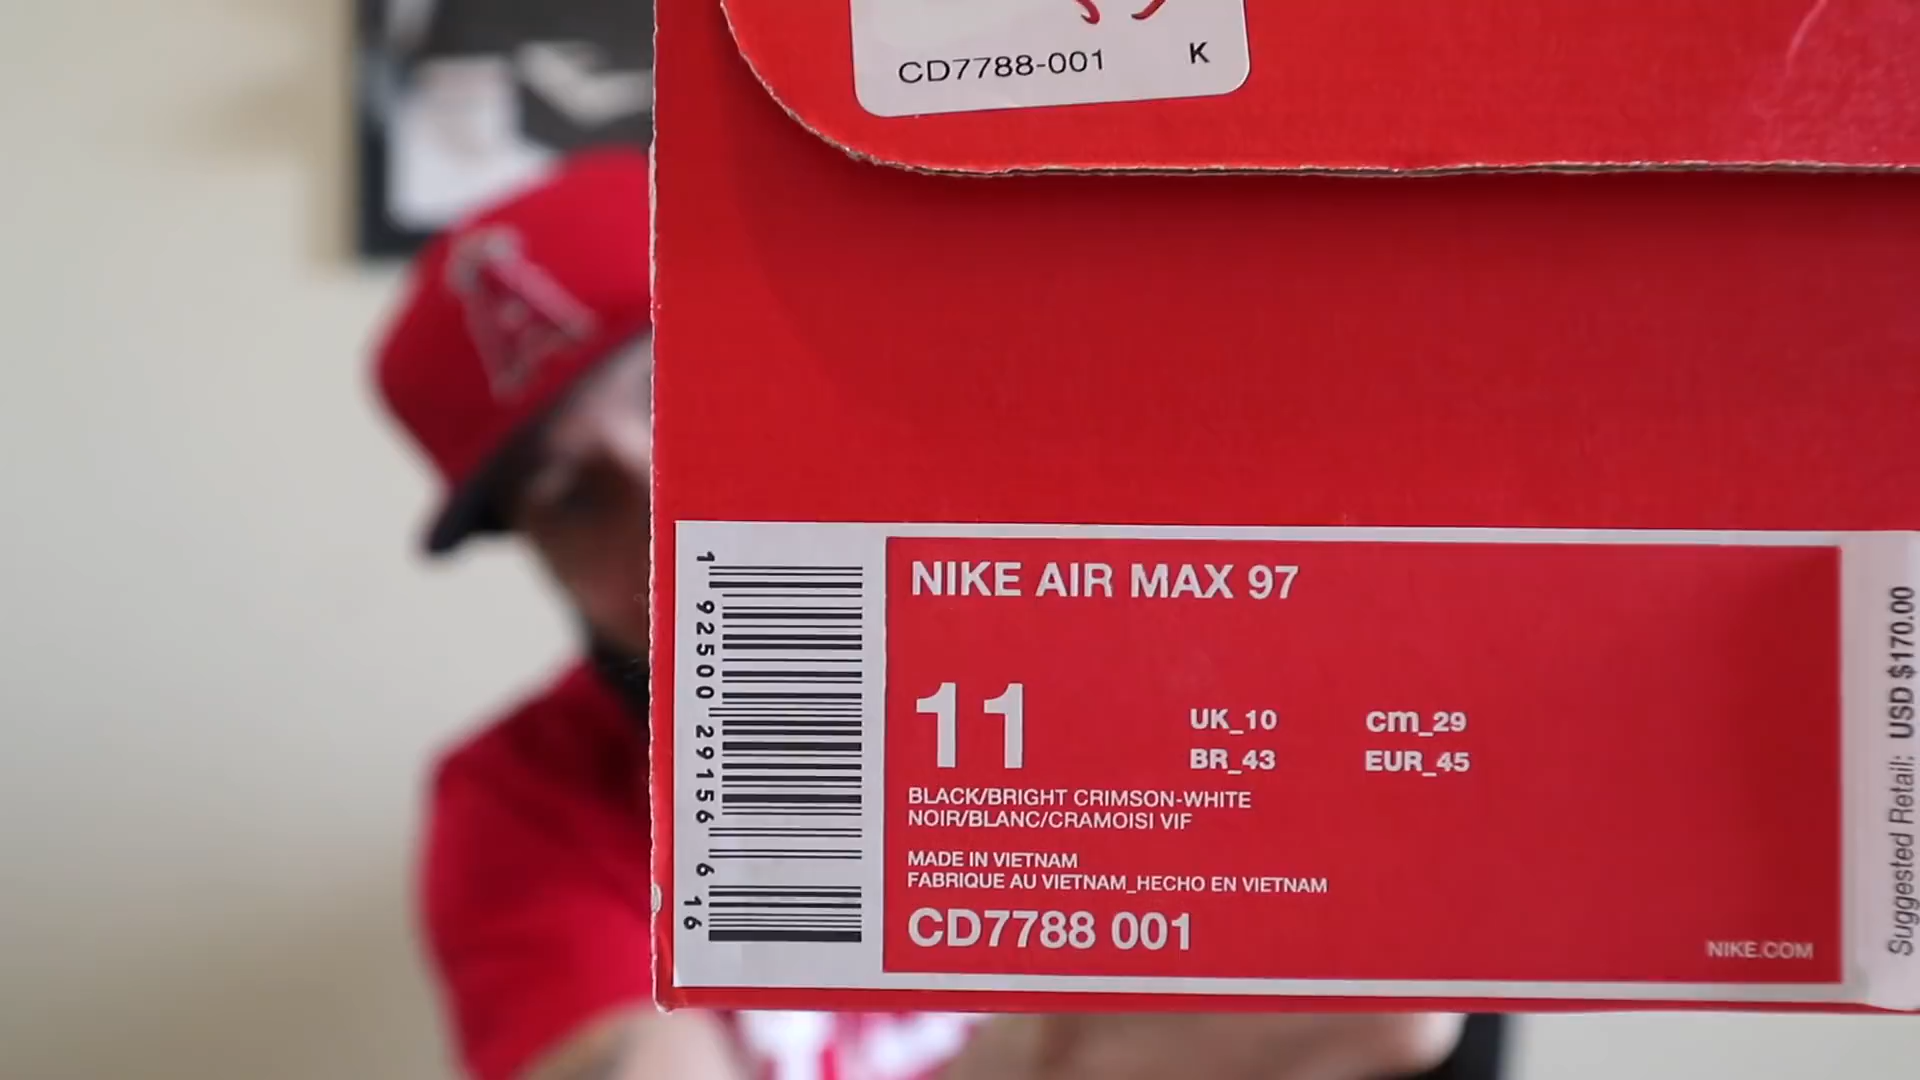 CD7788-001 K
NIKE AIR MAX 97
11
UK_10 cm_29
BR_43 EUR_45
BLACK/BRIGHT CRIMSON-WHITE
NOIR/BLANC/CRAMOISI VIF
MADE IN VIETNAM
FABRIQUE AU VIETNAM_HECHO EN VIETNAM
CD7788 001
NIKE.COM
1 92500 29156 6 16
Suggested Retail: USD $170.00
A